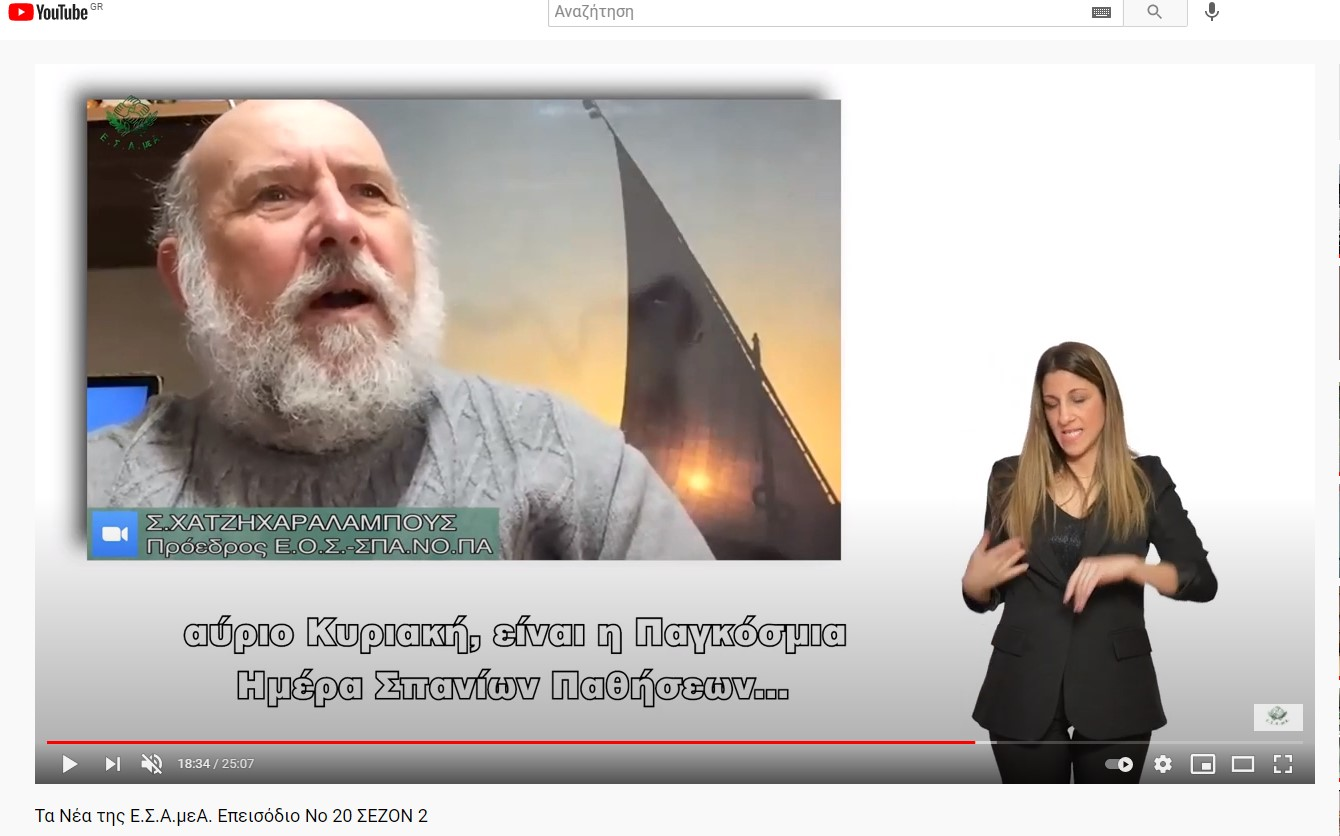 YouTube GR
Αναζήτηση
Ε.Σ.Α.μεΑ.
Σ.ΧΑΤΖΗΧΑΡΑΛΑΜΠΟΥΣ
Πρόεδρος Ε.Ο.Σ.-ΣΠΑ.ΝΟ.ΠΑ
αύριο Κυριακή, είναι η Παγκόσμια
Ημέρα Σπανίων Παθήσεων...
18:34 / 25:07
Τα Νέα της Ε.Σ.Α.μεΑ. Επεισόδιο Νο 20 ΣΕΖΟΝ 2